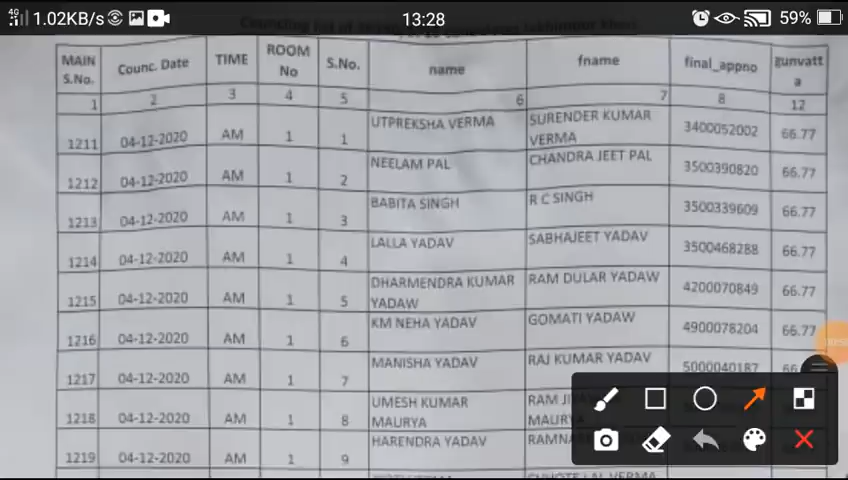 4G 1.02KB/s 13:28 59%
MAIN S.No. Counc. Date TIME ROOM No S.No. name fname final_appno gunvatta
1 2 3 4 5 6 7 8 12
1211 04-12-2020 AM 1 1 UTPREKSHA VERMA SURENDER KUMAR VERMA 3400052002 66.77
1212 04-12-2020 AM 1 2 NEELAM PAL CHANDRA JEET PAL 3500390820 66.77
1213 04-12-2020 AM 1 3 BABITA SINGH R C SINGH 3500339609 66.77
1214 04-12-2020 AM 1 4 LALLA YADAV SABHAJEET YADAV 3500468288 66.77
1215 04-12-2020 AM 1 5 DHARMENDRA KUMAR YADAW RAM DULAR YADAW 4200070849 66.77
1216 04-12-2020 AM 1 6 KM NEHA YADAV GOMATI YADAW 4900078204 66.77
1217 04-12-2020 AM 1 7 MANISHA YADAV RAJ KUMAR YADAV 5000040187
1218 04-12-2020 AM 1 8 UMESH KUMAR MAURYA RAM MAURYA
1219 04-12-2020 AM 1 9 HARENDRA YADAV
CHHOTE LAL VERMA